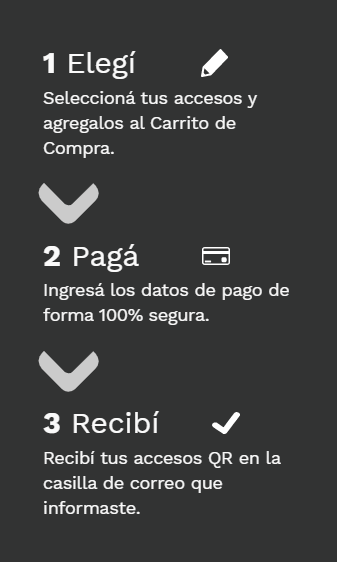 1 Elegí
Seleccioná tus accesos y
agregalos al Carrito de
Compra.
2 Pagá
Ingresá los datos de pago de
forma 100% segura.
3 Recibí
Recibí tus accesos QR en la
casilla de correo que
informaste.